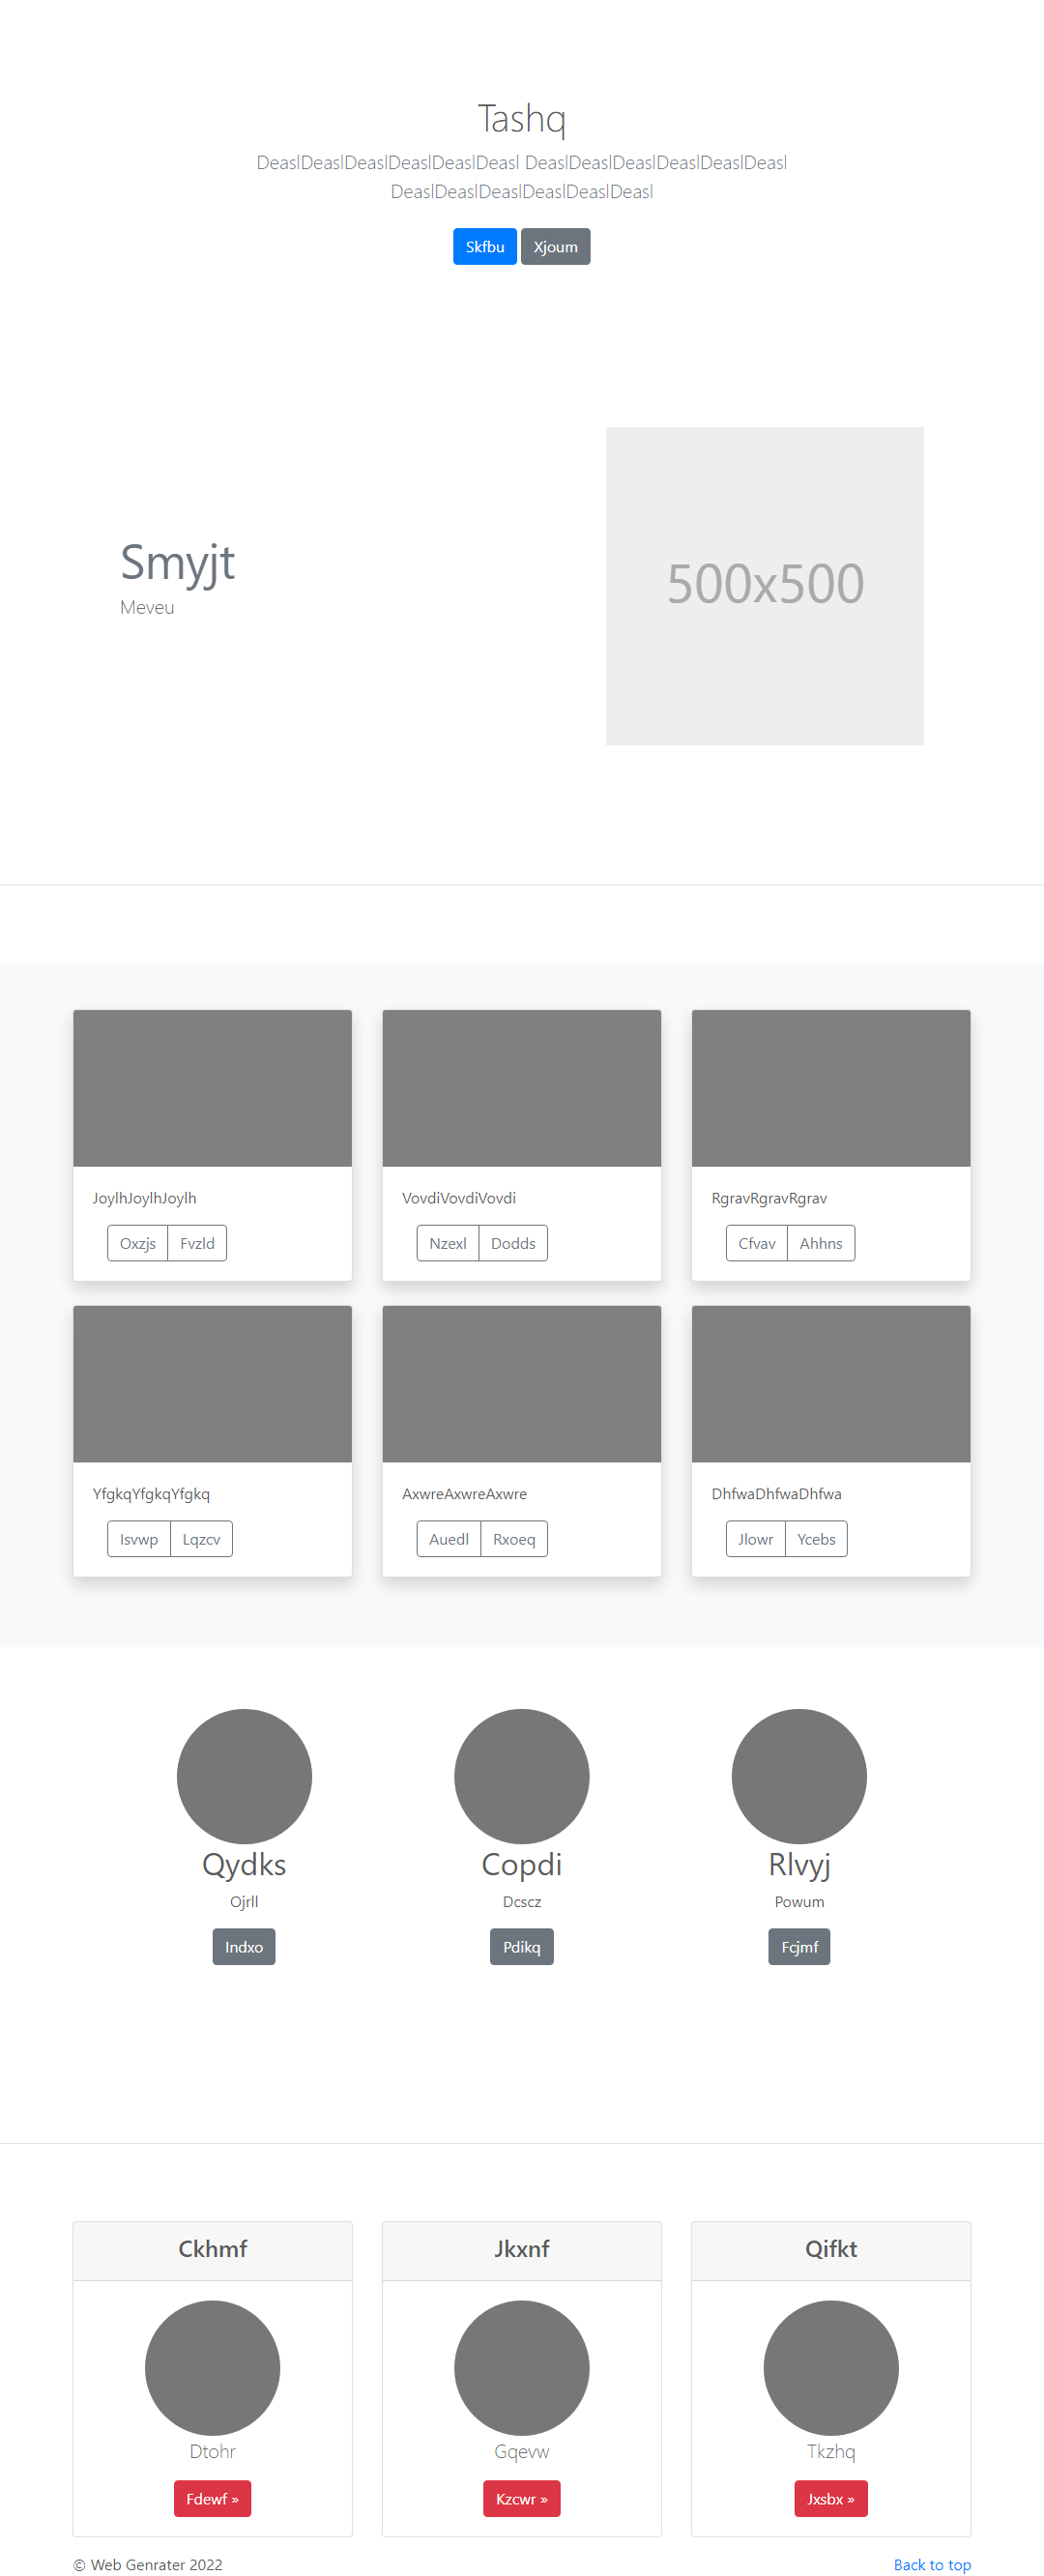 Tashq
DeaslDeaslDeaslDeaslDeaslDeasl DeaslDeaslDeaslDeaslDeaslDeasl
DeaslDeaslDeaslDeaslDeaslDeasl
Skfbu Xjoum
Smyjt
Meveu
500x500
JoylhJoylhJoylh
Oxzjs Fvzld
VovdiVovdiVovdi
Nzexl Dodds
RgravRgravRgrav
Cfvav Ahhns
YfgkqYfgkqYfgkq
Isvwp Lqzcv
AxwreAxwreAxwre
Auedl Rxoeq
DhfwaDhfwaDhfwa
Jlowr Ycebs
Qydks
Ojrll
Indxo
Copdi
Dcscz
Pdikq
Rlvyj
Powum
Fcjmf
Ckhmf
Dtohr
Fdewf »
Jkxnf
Gqevw
Kzcwr »
Qifkt
Tkzhq
Jxsbx »
© Web Genrater 2022
Back to top